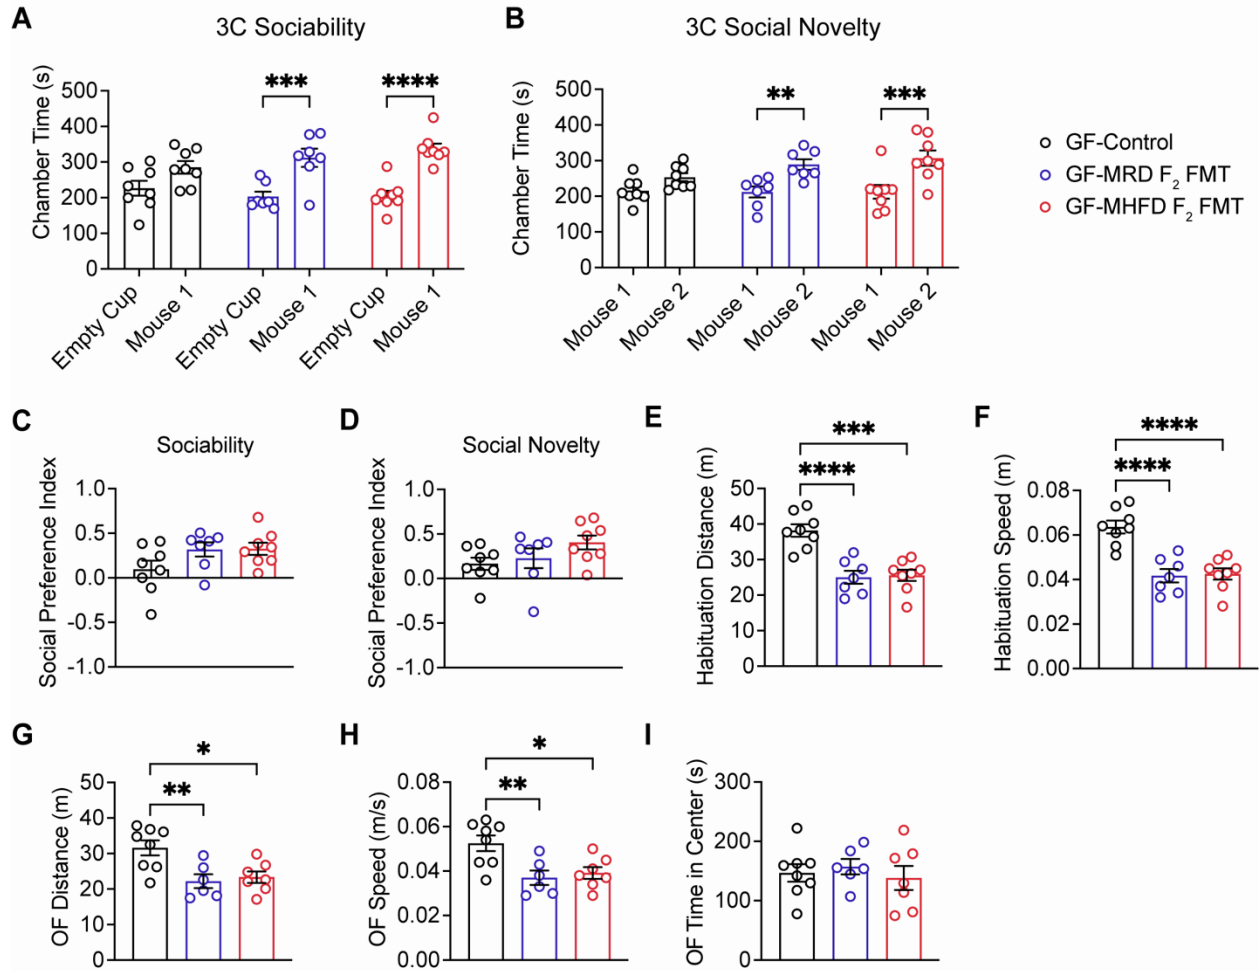 A
3C Sociability
Chamber Time (s)
500
400
300
200
100
0
***
****
Empty Cup
Mouse 1
Empty Cup
Mouse 1
Empty Cup
Mouse 1
B
3C Social Novelty
Chamber Time (s)
500
400
300
200
100
0
**
***
Mouse 1
Mouse 2
Mouse 1
Mouse 2
Mouse 1
Mouse 2
GF-Control
GF-MRD F₂ FMT
GF-MHFD F₂ FMT
C
Sociability
Social Preference Index
1.0
0.5
0.0
-0.5
-1.0
D
Social Novelty
Social Preference Index
1.0
0.5
0.0
-0.5
-1.0
E
Habituation Distance (m)
50
40
30
20
10
0
***
****
F
Habituation Speed (m)
0.08
0.06
0.04
0.02
0.00
****
****
G
OF Distance (m)
50
40
30
20
10
0
*
**
H
OF Speed (m/s)
0.08
0.06
0.04
0.02
0.00
*
**
I
OF Time in Center (s)
300
200
100
0